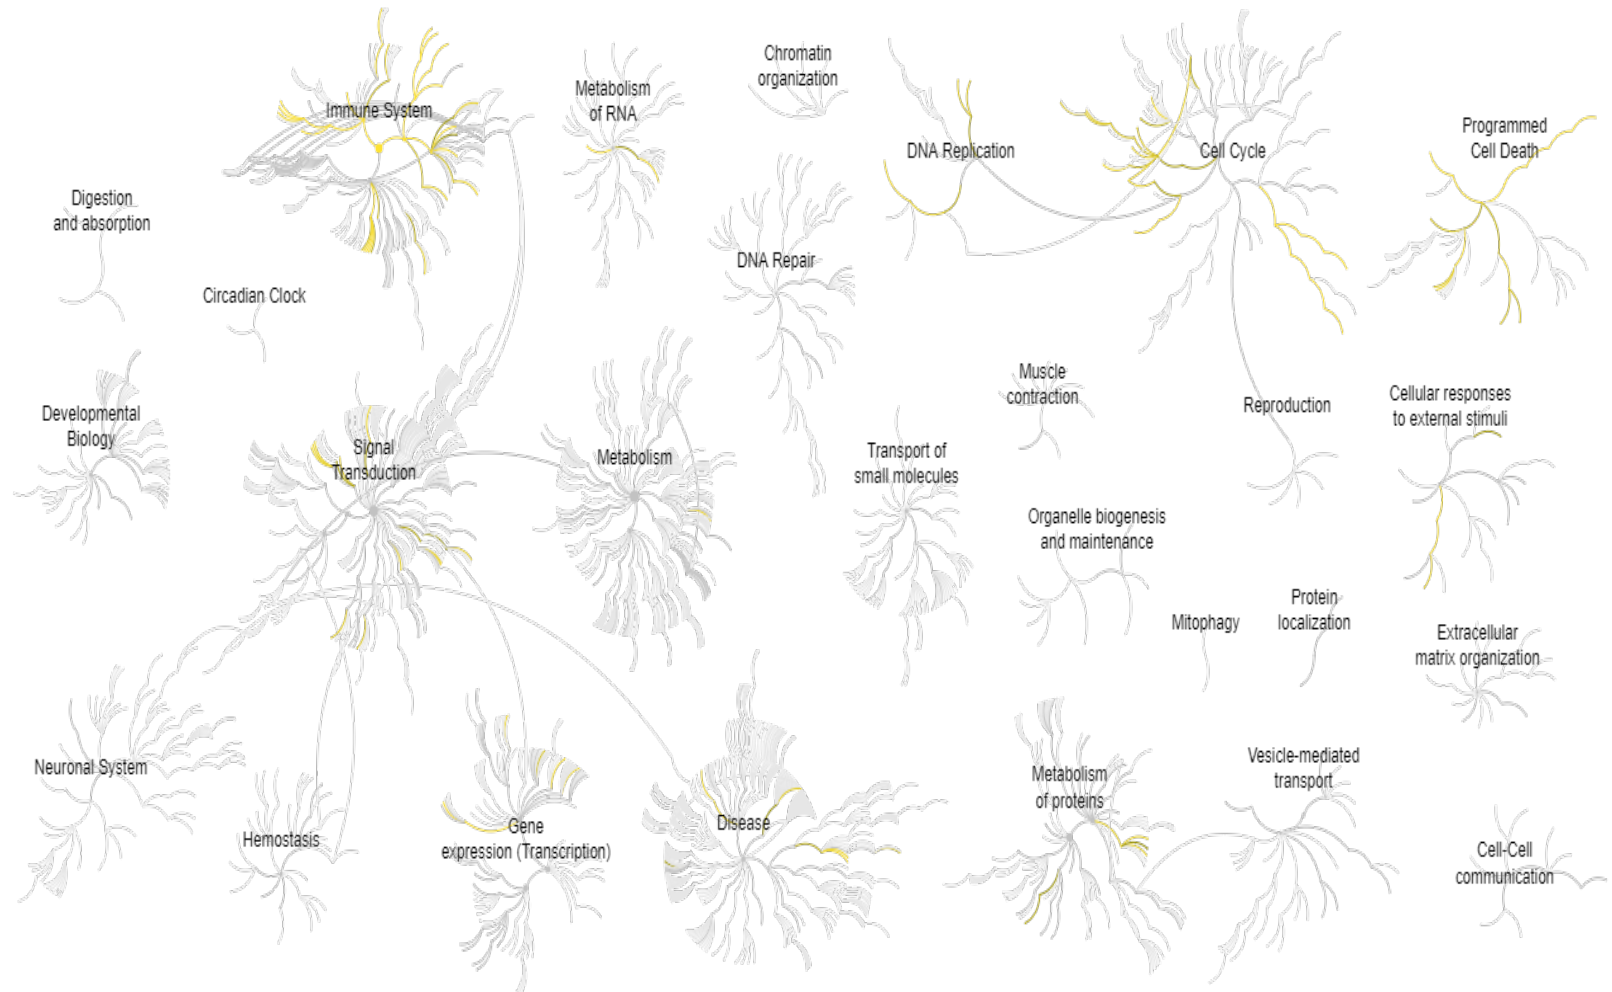 Chromatin
organization
Immune System
Metabolism
of RNA
DNA Replication
Cell Cycle
Programmed
Cell Death
Digestion
and absorption
DNA Repair
Circadian Clock
Developmental
Biology
Signal
Transduction
Metabolism
Transport of
small molecules
Muscle
contraction
Reproduction
Cellular responses
to external stimuli
Organelle biogenesis
and maintenance
Mitophagy
Protein
localization
Extracellular
matrix organization
Neuronal System
Hemostasis
Gene
expression (Transcription)
Disease
Metabolism
of proteins
Vesicle-mediated
transport
Cell-Cell
communication